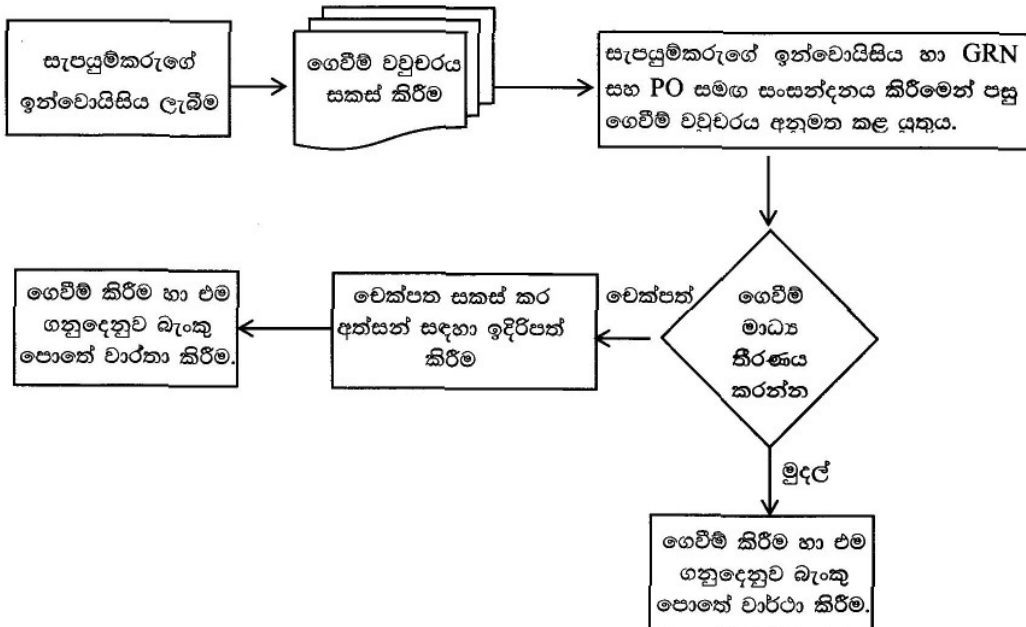 සැපයුම්කරුගේ
ඉන්වොයිසිය ලැබීම
ගෙවීම් වවුචරය
සකස් කිරීම
සැපයුම්කරුගේ ඉන්වොයිසිය හා GRN
සහ PO සමඟ සංසන්දනය කිරීමෙන් පසු
ගෙවීම් වවුචරය අනුමත කළ යුතුය.
ගෙවීම්
මාධ්‍ය
තීරණය
කරන්න
චෙක්පත්
චෙක්පත සකස් කර
අත්සන් සඳහා ඉදිරිපත්
කිරීම
ගෙවීම් කිරීම හා එම
ගනුදෙනුව බැංකු
පොතේ වාරතා කිරීම.
මුදල්
ගෙවීම් කිරීම හා එම
ගනුදෙනුව බැංකු
පොතේ වාර්ථා කිරීම.